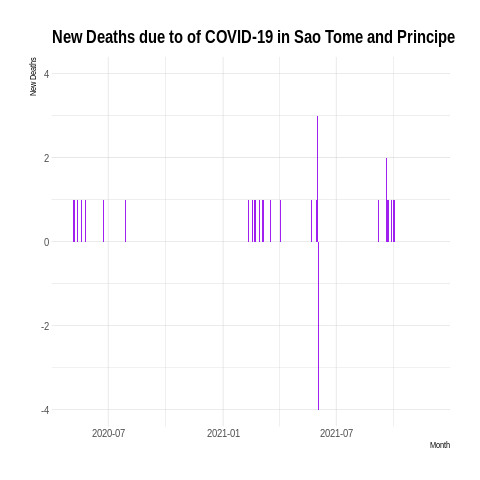 New Deaths due to of COVID-19 in Sao Tome and Principe
New Deaths
4
2
0
-2
-4
2020-07
2021-01
2021-07
Month